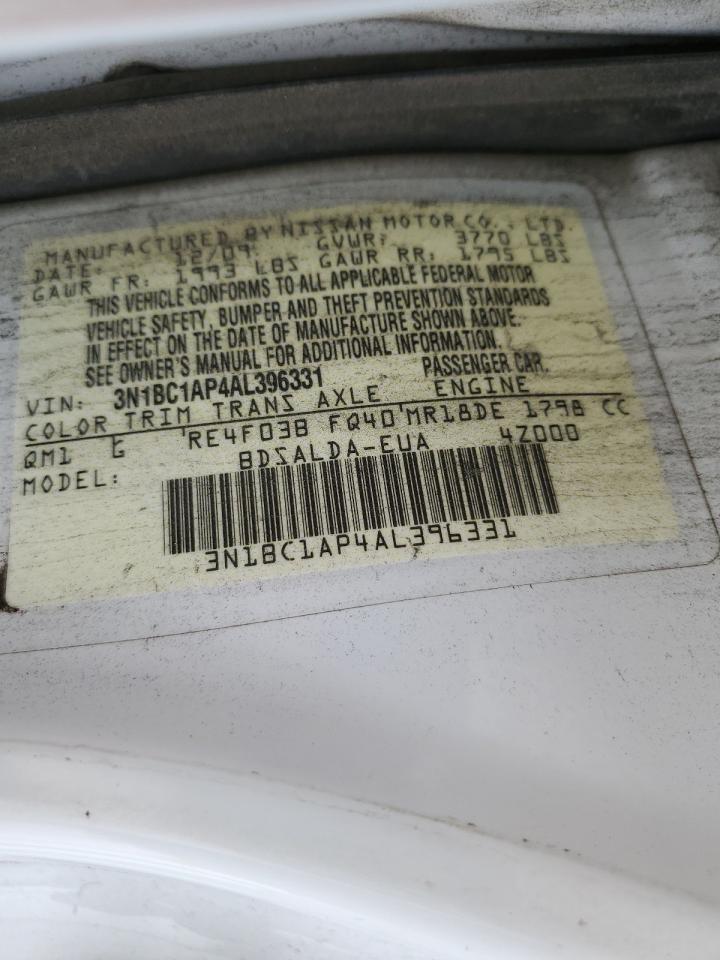 MANUFACTURED BY NISSAN MOTOR CO., LTD.
DATE: 12/09 GVWR: 3770 LBS
GAWR FR: 1993 LBS GAWR RR: 1795 LBS
THIS VEHICLE CONFORMS TO ALL APPLICABLE FEDERAL MOTOR
VEHICLE SAFETY, BUMPER AND THEFT PREVENTION STANDARDS
IN EFFECT ON THE DATE OF MANUFACTURE SHOWN ABOVE.
SEE OWNER'S MANUAL FOR ADDITIONAL INFORMATION.
VIN: 3N1BC1AP4AL396331 PASSENGER CAR.
COLOR TRIM TRANS AXLE ENGINE
QM1 G RE4F03B FQ40 MR18DE 1798 CC
MODEL: BDSALDA-EUA 4Z000
3N1BC1AP4AL396331